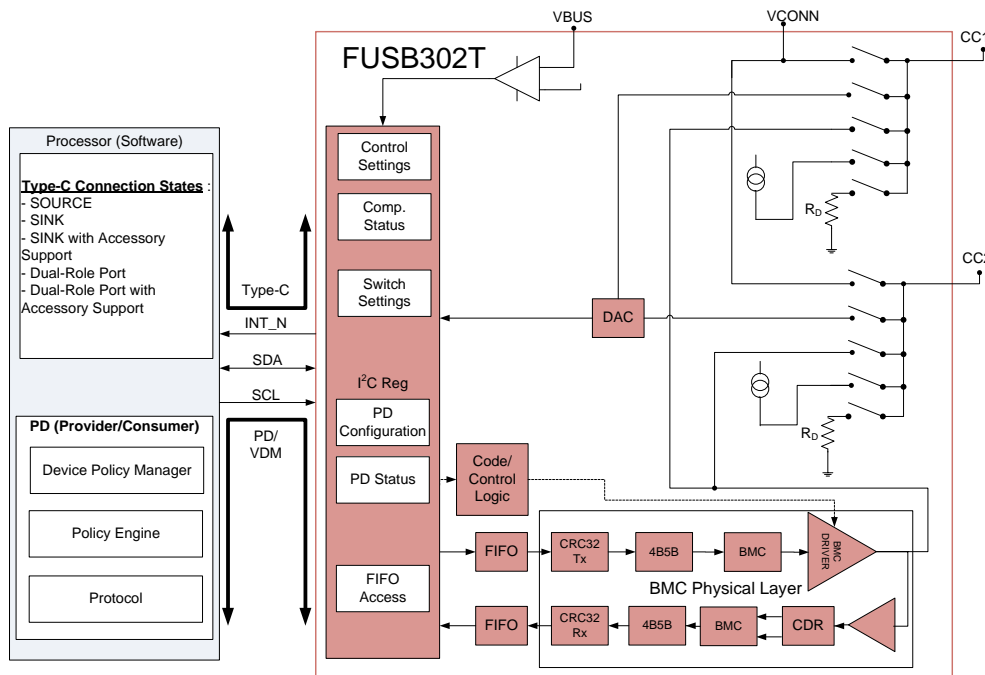 VBUS
VCONN
CC1
FUSB302T
Processor (Software)
Type-C Connection States :
- SOURCE
- SINK
- SINK with Accessory
Support
- Dual-Role Port
- Dual-Role Port with
Accessory Support
Type-C
INT_N
SDA
SCL
PD (Provider/Consumer)
Device Policy Manager
Policy Engine
Protocol
PD/
VDM
Control
Settings
Comp.
Status
Switch
Settings
I²C Reg
PD
Configuration
PD Status
FIFO
Access
Code/
Control
Logic
DAC
RD
CC2
RD
FIFO
CRC32
Tx
4B5B
BMC
BMC
DRIVER
BMC Physical Layer
FIFO
CRC32
Rx
4B5B
BMC
CDR